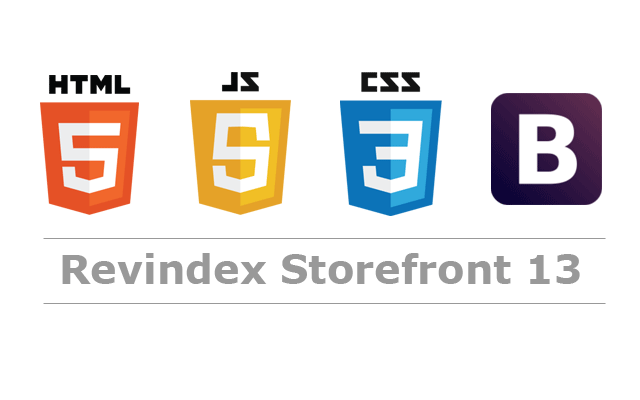 HTML JS CSS
5 5 3 B
Revindex Storefront 13